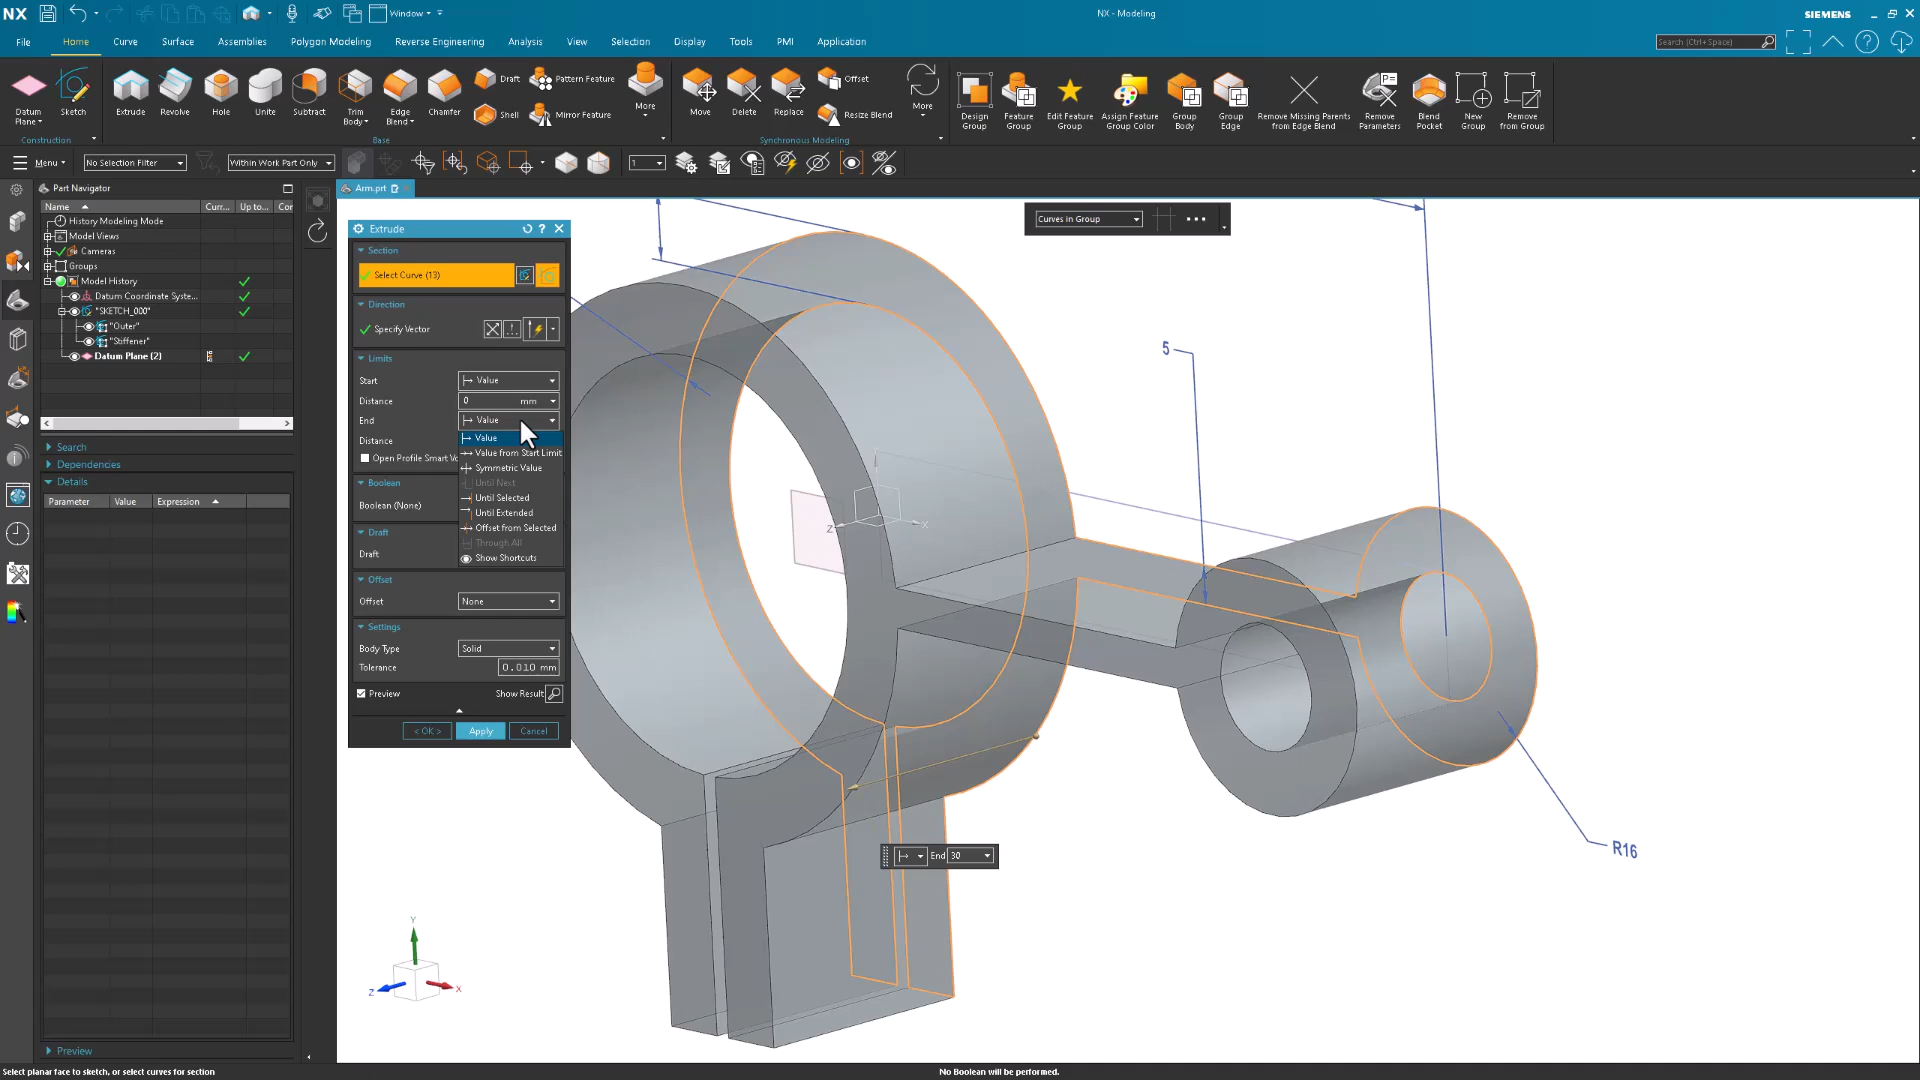 NX
Window
NX - Modeling
SIEMENS
File
Home
Curve
Surface
Assemblies
Polygon Modeling
Reverse Engineering
Analysis
View
Selection
Display
Tools
PMI
Application
Search (Ctrl+Space)
Datum Plane
Sketch
Extrude
Revolve
Hole
Unite
Subtract
Trim Body
Edge Blend
Chamfer
Draft
Shell
Pattern Feature
Mirror Feature
More
Move
Delete
Replace
Offset
Resize Blend
More
Design Group
Feature Group
Edit Feature Group
Assign Feature Group Color
Group Body
Group Edge
Remove Missing Parents from Edge Blend
Remove Parameters
Blend Pocket
New Group
Remove from Group
Construction
Base
Synchronous Modeling
Menu
No Selection Filter
Within Work Part Only
1
Part Navigator
Arm.prt
Name
Curr...
Up to...
Cor
History Modeling Mode
Model Views
Cameras
Groups
Model History
Datum Coordinate Syste...
"SKETCH_000"
"Outer"
"Stiffener"
Datum Plane (2)
Search
Dependencies
Details
Parameter
Value
Expression
Preview
Extrude
Section
Select Curve (13)
Direction
Specify Vector
Limits
Start
Value
Distance
0
mm
End
Value
Distance
Open Profile Smart Vo
Value
Value from Start Limit
Symmetric Value
Until Next
Until Selected
Until Extended
Offset from Selected
Through All
Show Shortcuts
Boolean
Boolean (None)
Draft
Draft
Offset
Offset
None
Settings
Body Type
Solid
Tolerance
0.010 mm
Preview
Show Result
< OK >
Apply
Cancel
Curves in Group
5
Z
X
R16
End
30
Y
Z
X
Select planar face to sketch, or select curves for section
No Boolean will be performed.